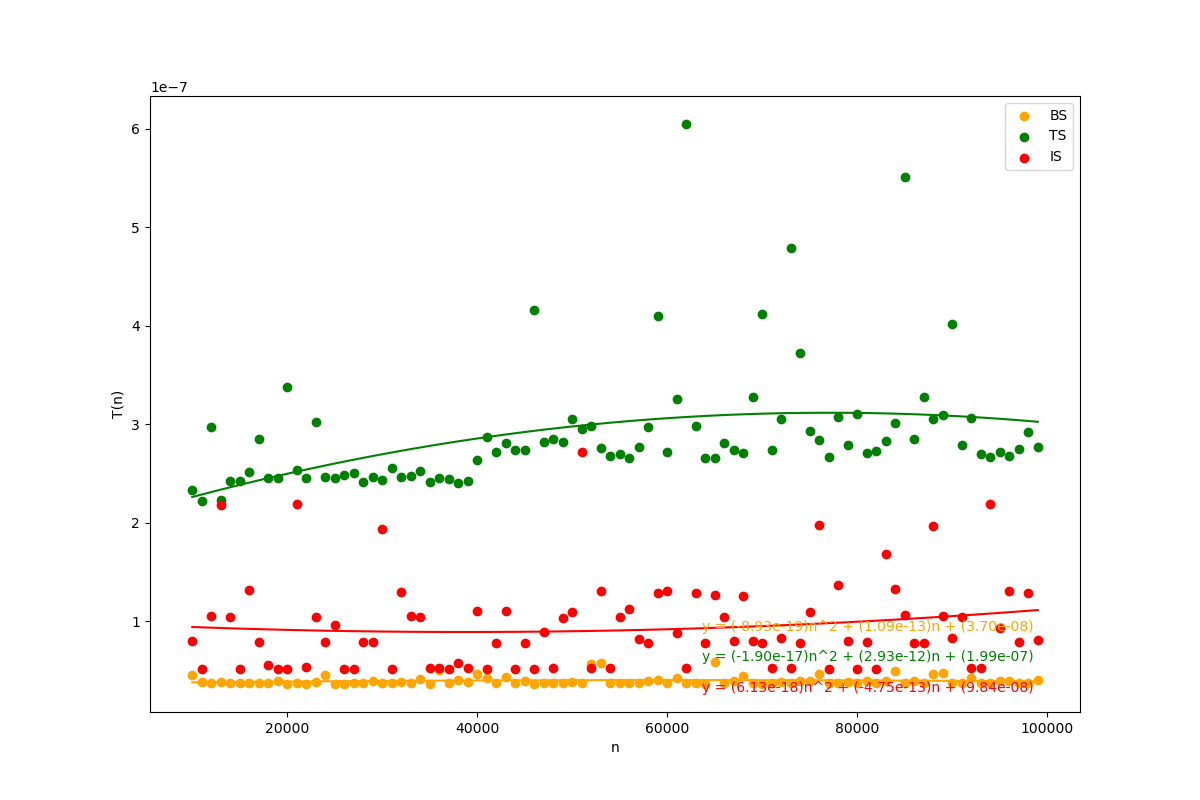 1e−7
6
5
4
3
2
1
T(n)
BS
TS
IS
y = (-8.93e-19)n^2 + (1.09e-13)n + (3.70e-08)
y = (-1.90e-17)n^2 + (2.93e-12)n + (1.99e-07)
y = (6.13e-18)n^2 + (-4.75e-13)n + (9.84e-08)
20000
40000
60000
80000
100000
n